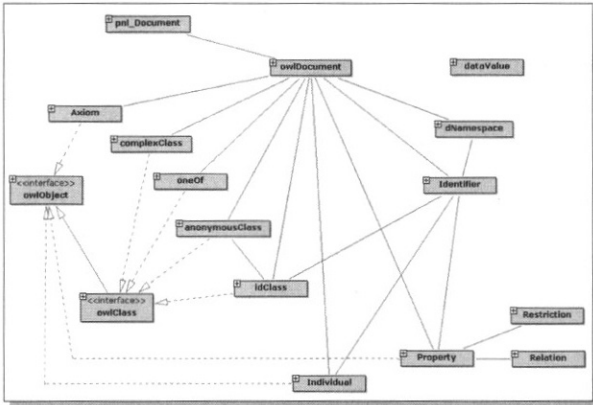 pnl_Document
owlDocument
dataValue
Axiom
dNamespace
complexClass
oneOf
<<interface>>
owlObject
Identifier
anonymousClass
idClass
<<interface>>
owlClass
Restriction
Property
Relation
Individual